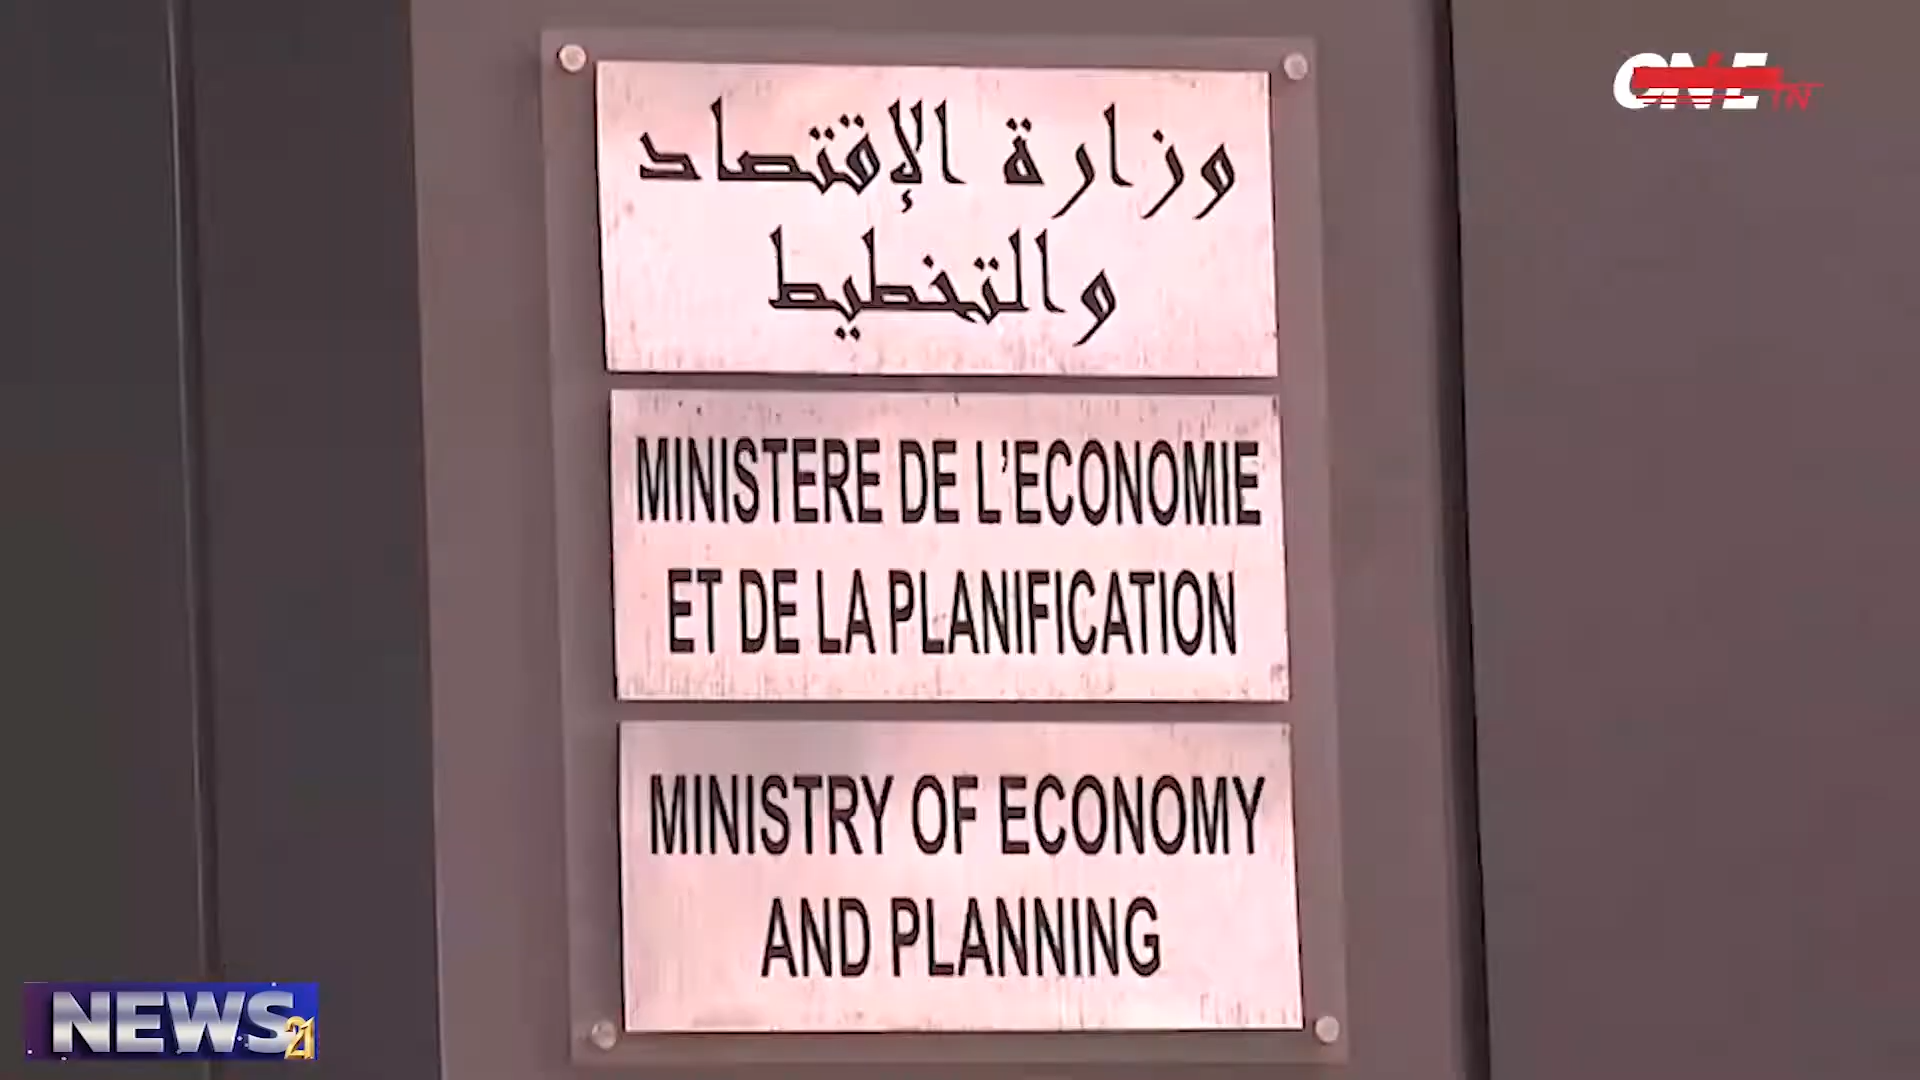 وزارة الإقتصاد
والتخطيط
MINISTERE DE L'ECONOMIE
ET DE LA PLANIFICATION
MINISTRY OF ECONOMY
AND PLANNING
ONE TN
NEWS
21